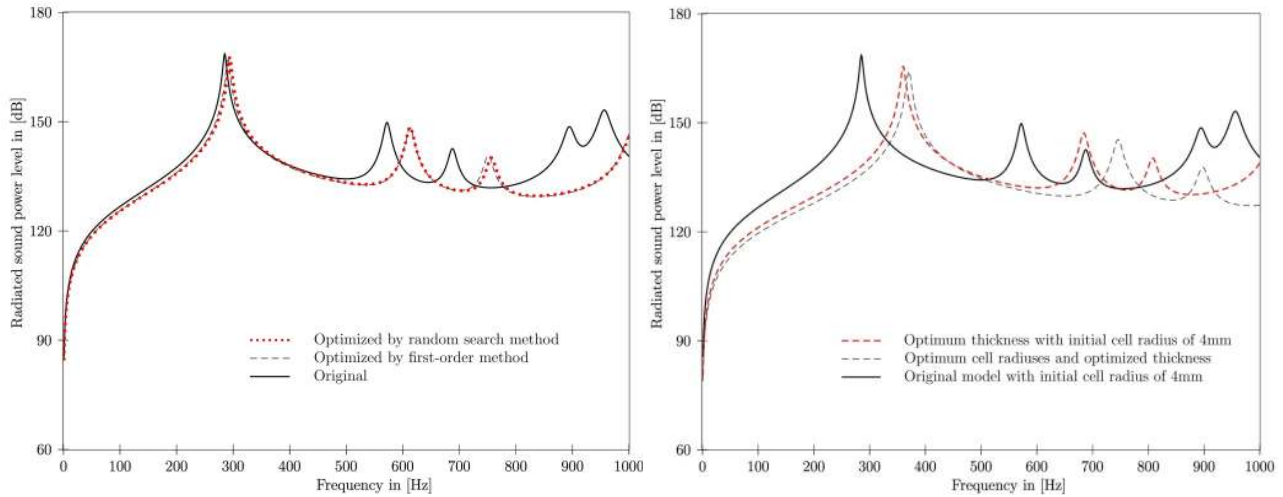 180
150
120
90
60
Radiated sound power level in [dB]
Optimized by random search method
Optimized by first-order method
Original
0 100 200 300 400 500 600 700 800 900 1000
Frequency in [Hz]
180
150
120
90
60
Radiated sound power level in [dB]
Optimum thickness with initial cell radius of 4mm
Optimum cell radiuses and optimized thickness
Original model with initial cell radius of 4mm
0 100 200 300 400 500 600 700 800 900 1000
Frequency in [Hz]